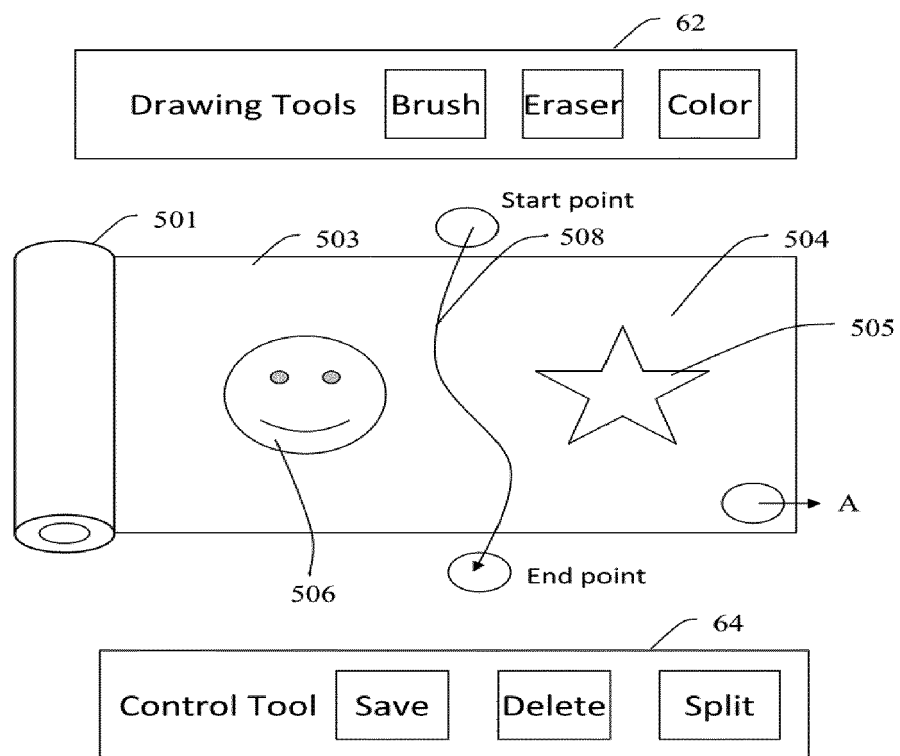 62
Drawing Tools Brush Eraser Color
Start point
501
503
508
504
505
A
506
End point
64
Control Tool Save Delete Split